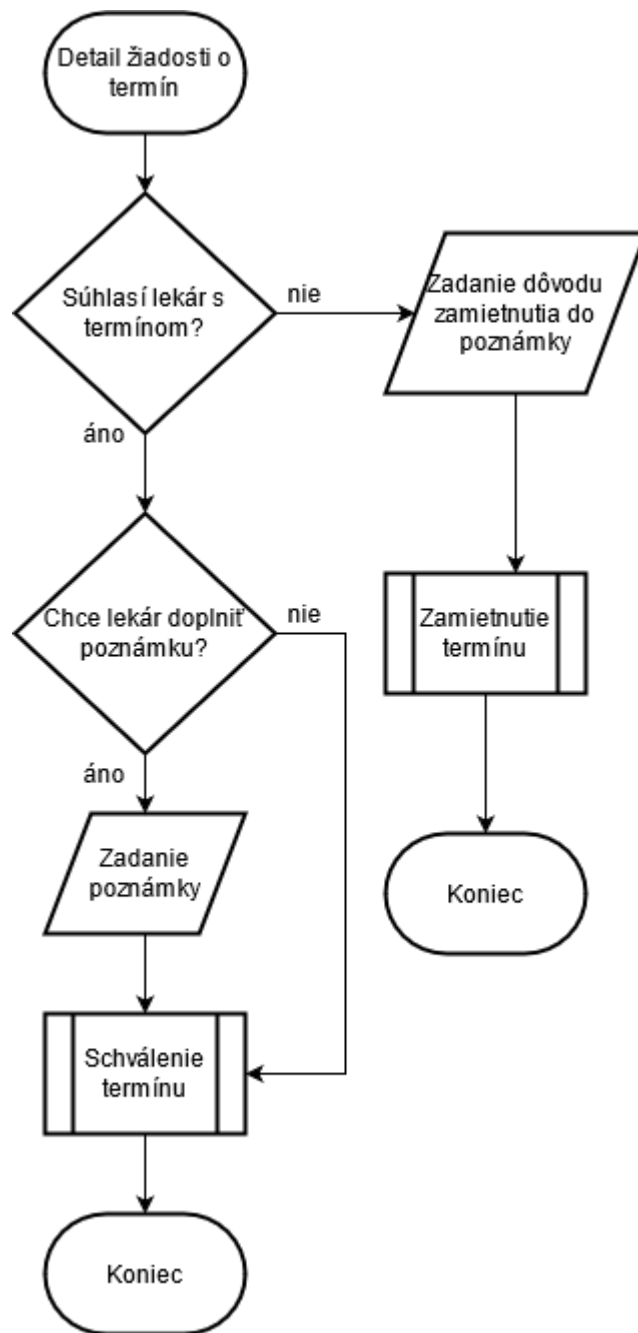 Detail žiadosti o
termín
Súhlasí lekár s
termínom?
nie
Zadanie dôvodu
zamietnutia do
poznámky
áno
Chce lekár doplniť
poznámku?
nie
Zamietnutie
termínu
áno
Zadanie
poznámky
Koniec
Schválenie
termínu
Koniec